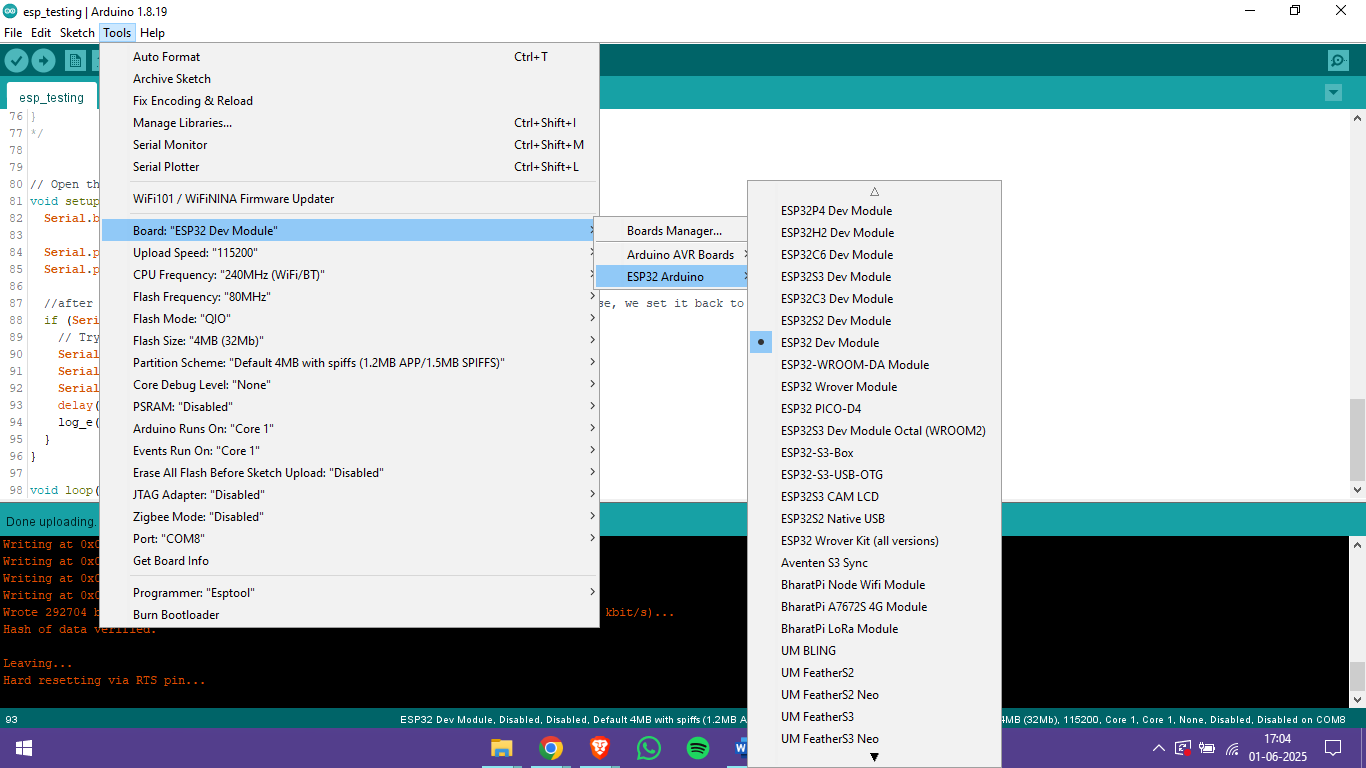 esp_testing | Arduino 1.8.19
File Edit Sketch Tools Help
esp_testing
Auto Format Ctrl+T
Archive Sketch
Fix Encoding & Reload
Manage Libraries... Ctrl+Shift+I
Serial Monitor Ctrl+Shift+M
Serial Plotter Ctrl+Shift+L
WiFi101 / WiFiNINA Firmware Updater
Board: "ESP32 Dev Module"
Upload Speed: "115200"
CPU Frequency: "240MHz (WiFi/BT)"
Flash Frequency: "80MHz"
Flash Mode: "QIO"
Flash Size: "4MB (32Mb)"
Partition Scheme: "Default 4MB with spiffs (1.2MB APP/1.5MB SPIFFS)"
Core Debug Level: "None"
PSRAM: "Disabled"
Arduino Runs On: "Core 1"
Events Run On: "Core 1"
Erase All Flash Before Sketch Upload: "Disabled"
JTAG Adapter: "Disabled"
Zigbee Mode: "Disabled"
Port: "COM8"
Get Board Info
Programmer: "Esptool"
Burn Bootloader
Boards Manager...
Arduino AVR Boards
ESP32 Arduino
ESP32P4 Dev Module
ESP32H2 Dev Module
ESP32C6 Dev Module
ESP32S3 Dev Module
ESP32C3 Dev Module
ESP32S2 Dev Module
ESP32 Dev Module
ESP32-WROOM-DA Module
ESP32 Wrover Module
ESP32 PICO-D4
ESP32S3 Dev Module Octal (WROOM2)
ESP32-S3-Box
ESP32-S3-USB-OTG
ESP32S3 CAM LCD
ESP32S2 Native USB
ESP32 Wrover Kit (all versions)
Aventen S3 Sync
BharatPi Node Wifi Module
BharatPi A7672S 4G Module
BharatPi LoRa Module
UM BLING
UM FeatherS2
UM FeatherS2 Neo
UM FeatherS3
UM FeatherS3 Neo
76 }
77 */
78
79
80 // Open th
81 void setup
82 Serial.b
83
84 Serial.p
85 Serial.p
86
87 //after se, we set it back to
88 if (Seri
89 // Try
90 Serial
91 Serial
92 Serial
93 delay(
94 log_e(
95 }
96 }
97
98 void loop(
Done uploading.
Writing at 0x0
Writing at 0x0
Writing at 0x0
Writing at 0x0
Wrote 292704 b kbit/s)...
Hash of data verified.
Leaving...
Hard resetting via RTS pin...
93 ESP32 Dev Module, Disabled, Disabled, Default 4MB with spiffs (1.2MB A 4MB (32Mb), 115200, Core 1, Core 1, None, Disabled, Disabled on COM8
17:04
01-06-2025